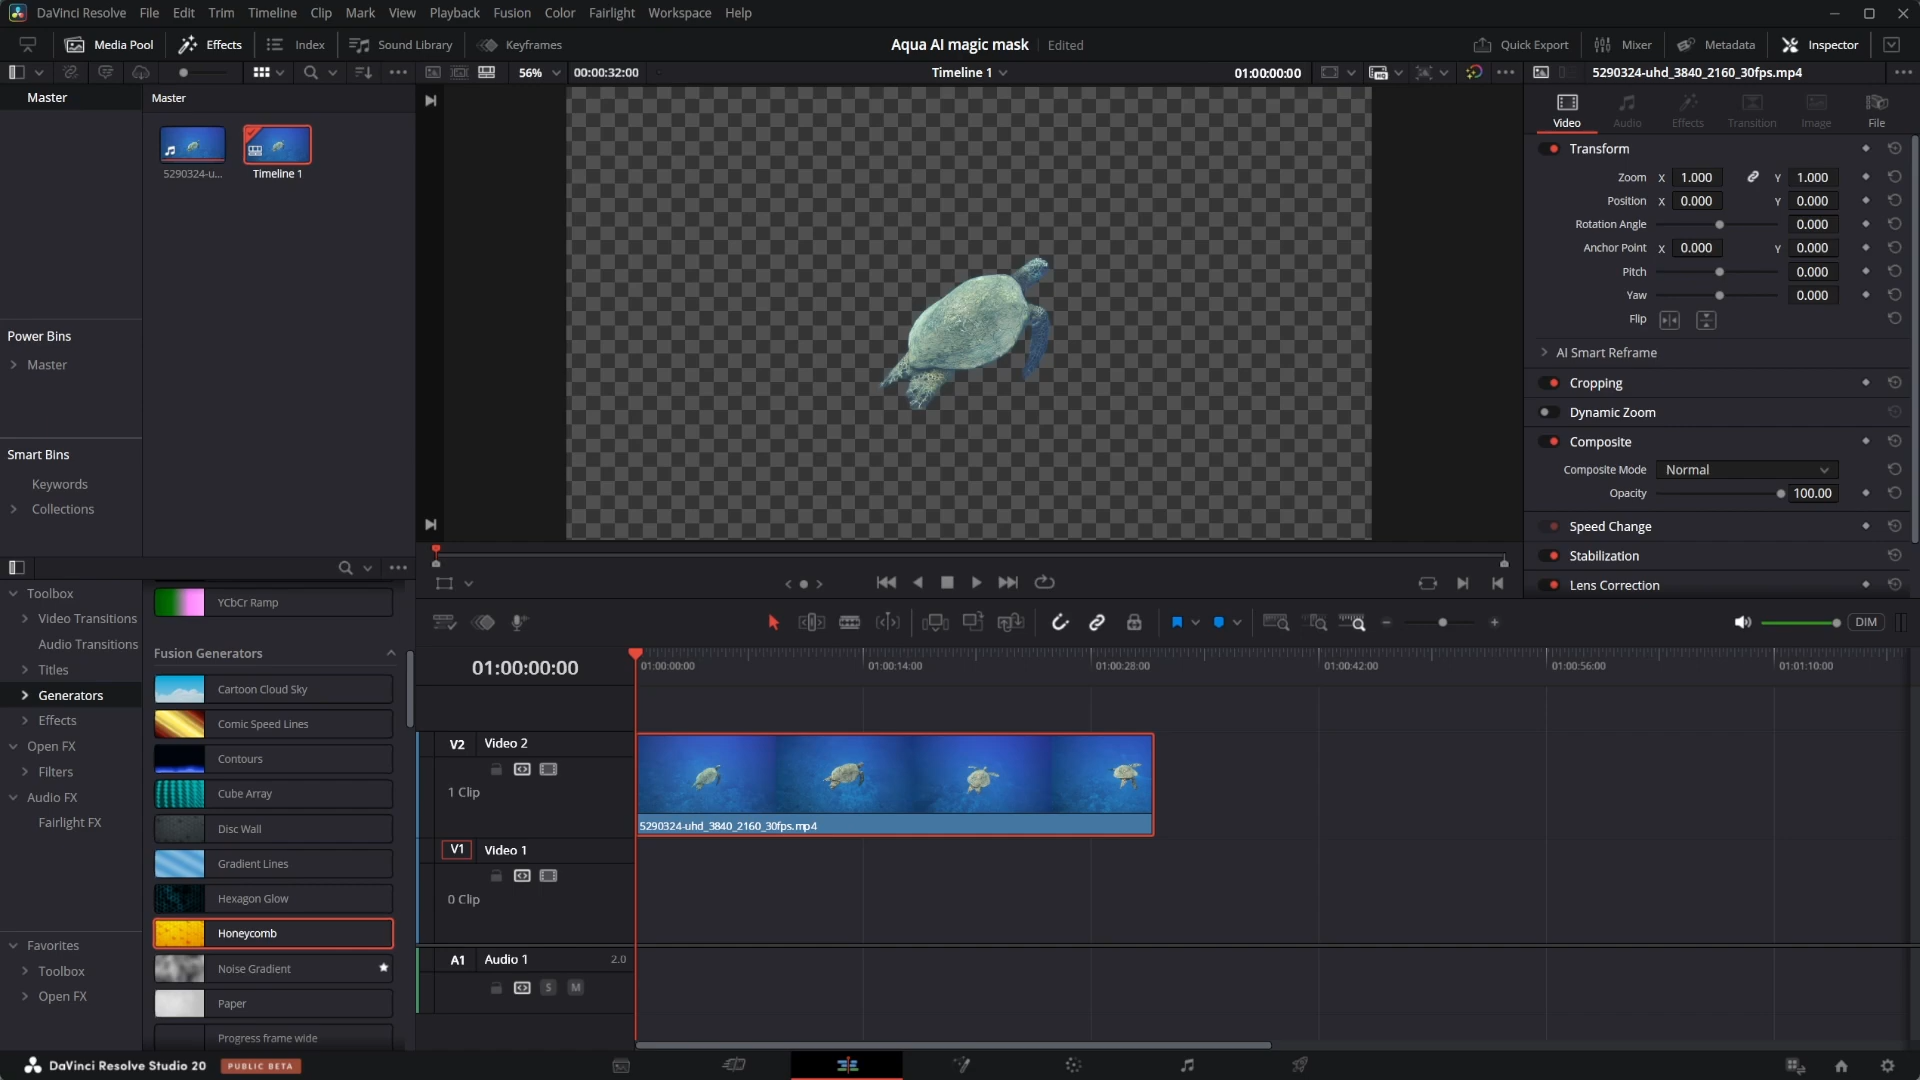 DaVinci Resolve File Edit Trim Timeline Clip Mark View Playback Fusion Color Fairlight Workspace Help
Media Pool Effects Index Sound Library Keyframes Aqua AI magic mask Edited Quick Export Mixer Metadata Inspector
56% 00:00:32:00 Timeline 1 01:00:00:00 5290324-uhd_3840_2160_30fps.mp4
Master
Master
5290324-u...
Timeline 1
Power Bins
Master
Smart Bins
Keywords
Collections
Video Audio Effects Transition Image File
Transform
Zoom X 1.000 Y 1.000
Position X 0.000 Y 0.000
Rotation Angle 0.000
Anchor Point X 0.000 Y 0.000
Pitch 0.000
Yaw 0.000
Flip
AI Smart Reframe
Cropping
Dynamic Zoom
Composite
Composite Mode Normal
Opacity 100.00
Speed Change
Stabilization
Lens Correction
Toolbox
Video Transitions
Audio Transitions
Titles
Generators
Effects
Open FX
Filters
Audio FX
Fairlight FX
Favorites
Toolbox
Open FX
YCbCr Ramp
Fusion Generators
Cartoon Cloud Sky
Comic Speed Lines
Contours
Cube Array
Disc Wall
Gradient Lines
Hexagon Glow
Honeycomb
Noise Gradient
Paper
Progress frame wide
DIM
01:00:00:00
01:00:00:00 01:00:14:00 01:00:28:00 01:00:42:00 01:00:56:00 01:01:10:00
V2 Video 2
1 Clip
5290324-uhd_3840_2160_30fps.mp4
V1 Video 1
0 Clip
A1 Audio 1 2.0
S M
DaVinci Resolve Studio 20 PUBLIC BETA